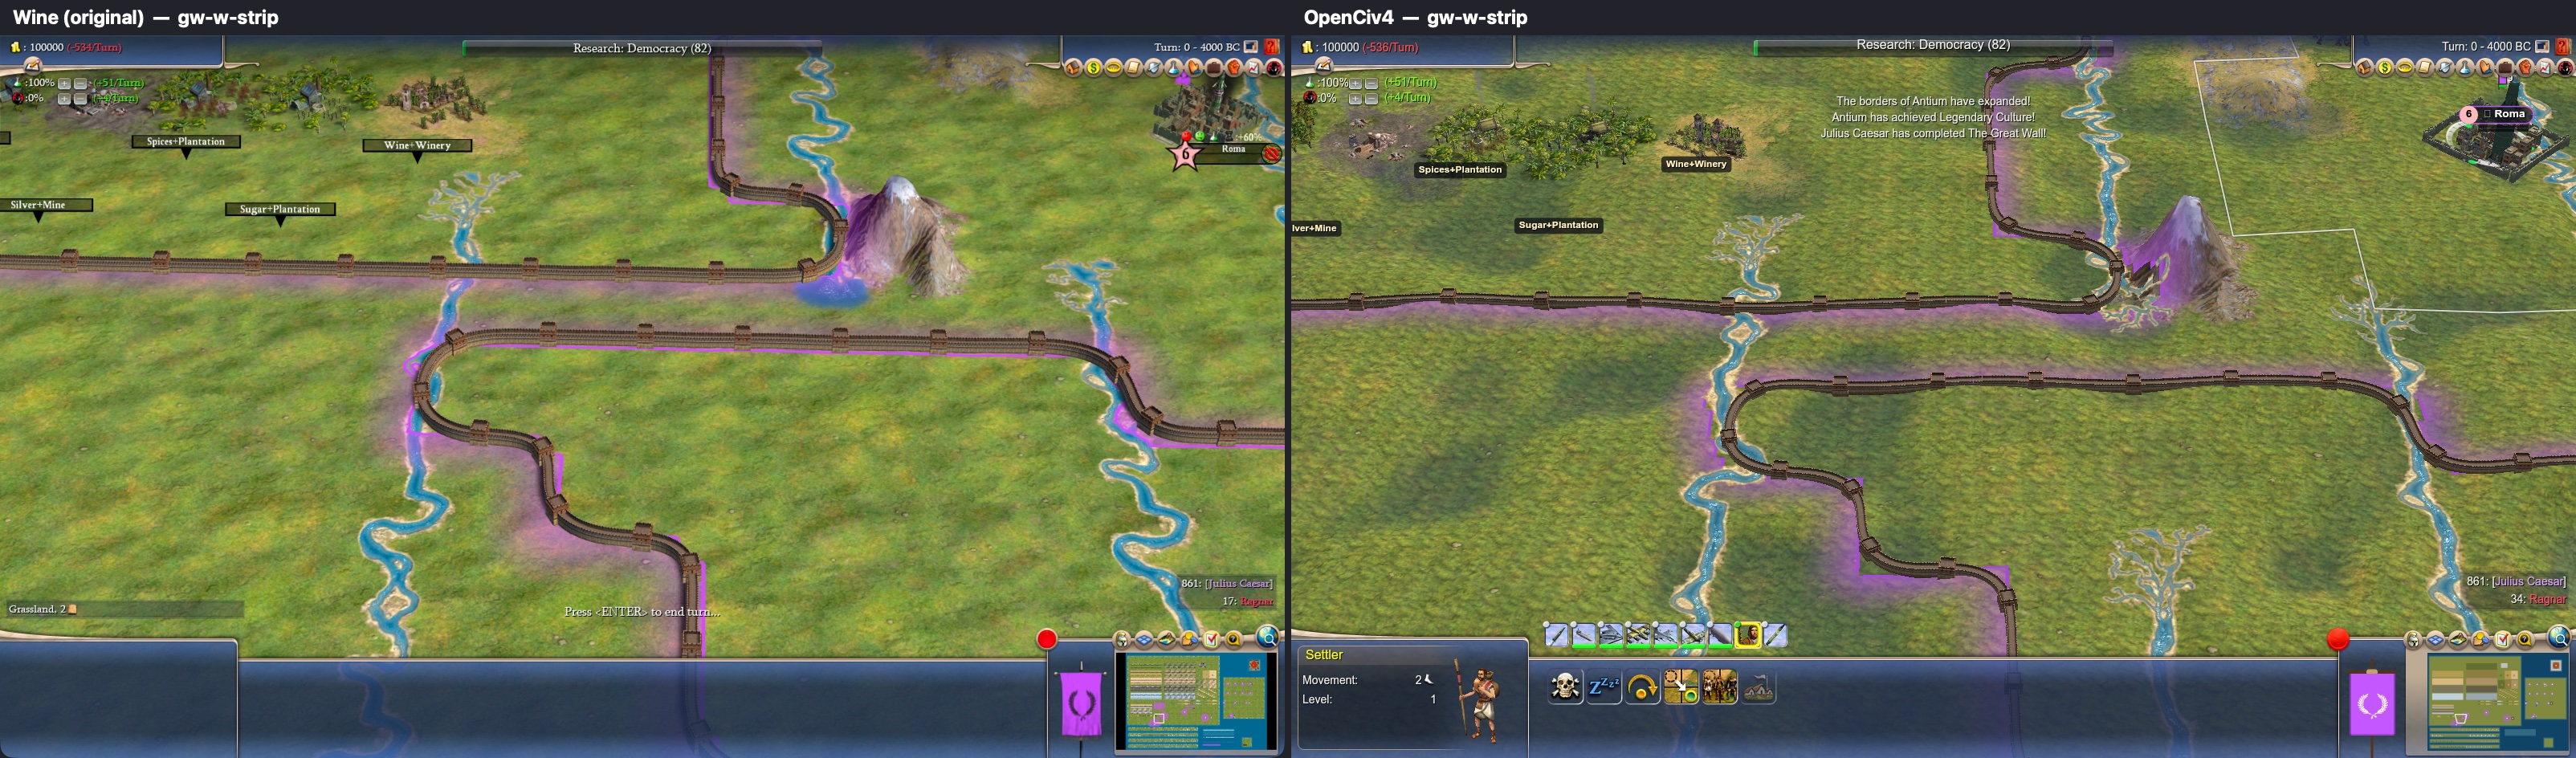 Wine (original) — gw-w-strip
: 100000 (-534/Turn)
Research: Democracy (82)
Turn: 0 - 4000 BC
:100% (+51/Turn)
:0% (+4/Turn)
Spices+Plantation
Wine+Winery
:+60%
6 Roma
Silver+Mine
Sugar+Plantation
861: [Julius Caesar]
17: Ragnar
Grassland, 2
Press <ENTER> to end turn...
OpenCiv4 — gw-w-strip
: 100000 (-536/Turn)
Research: Democracy (82)
Turn: 0 - 4000 BC
:100% (+51/Turn)
:0% (+4/Turn)
The borders of Antium have expanded!
Antium has achieved Legendary Culture!
Julius Caesar has completed The Great Wall!
6 Roma
Wine+Winery
Spices+Plantation
lver+Mine
Sugar+Plantation
861: [Julius Caesar]
34: Ragnar
Settler
Movement: 2
Level: 1